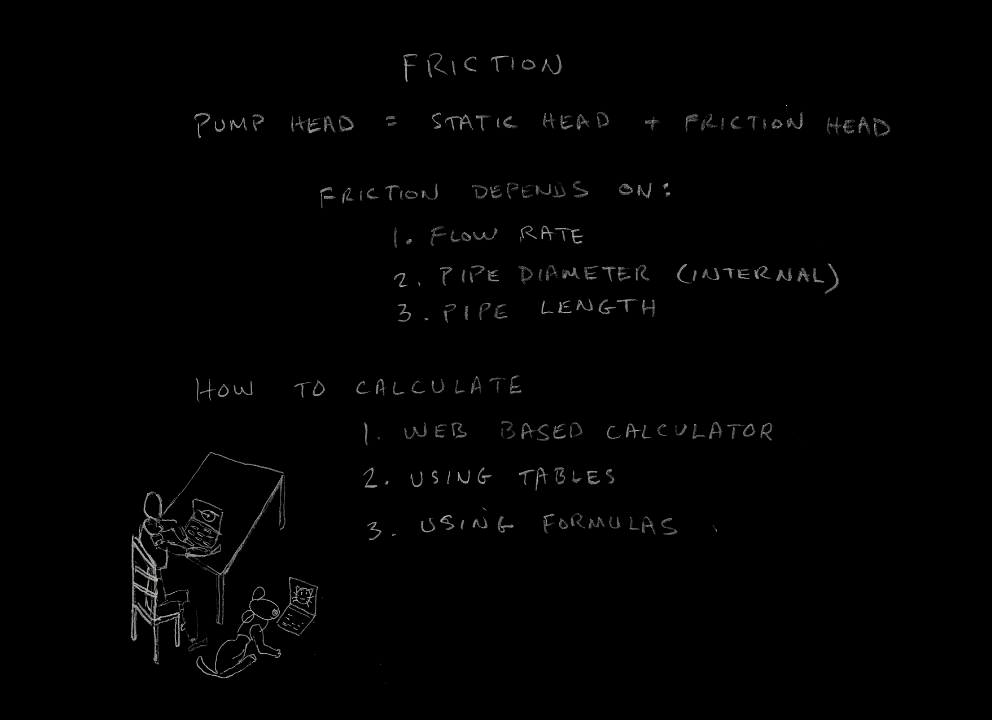 FRICTION
PUMP HEAD = STATIC HEAD + FRICTION HEAD
FRICTION DEPENDS ON:
1. FLOW RATE
2. PIPE DIAMETER (INTERNAL)
3. PIPE LENGTH
HOW TO CALCULATE
1. WEB BASED CALCULATOR
2. USING TABLES
3. USING FORMULAS